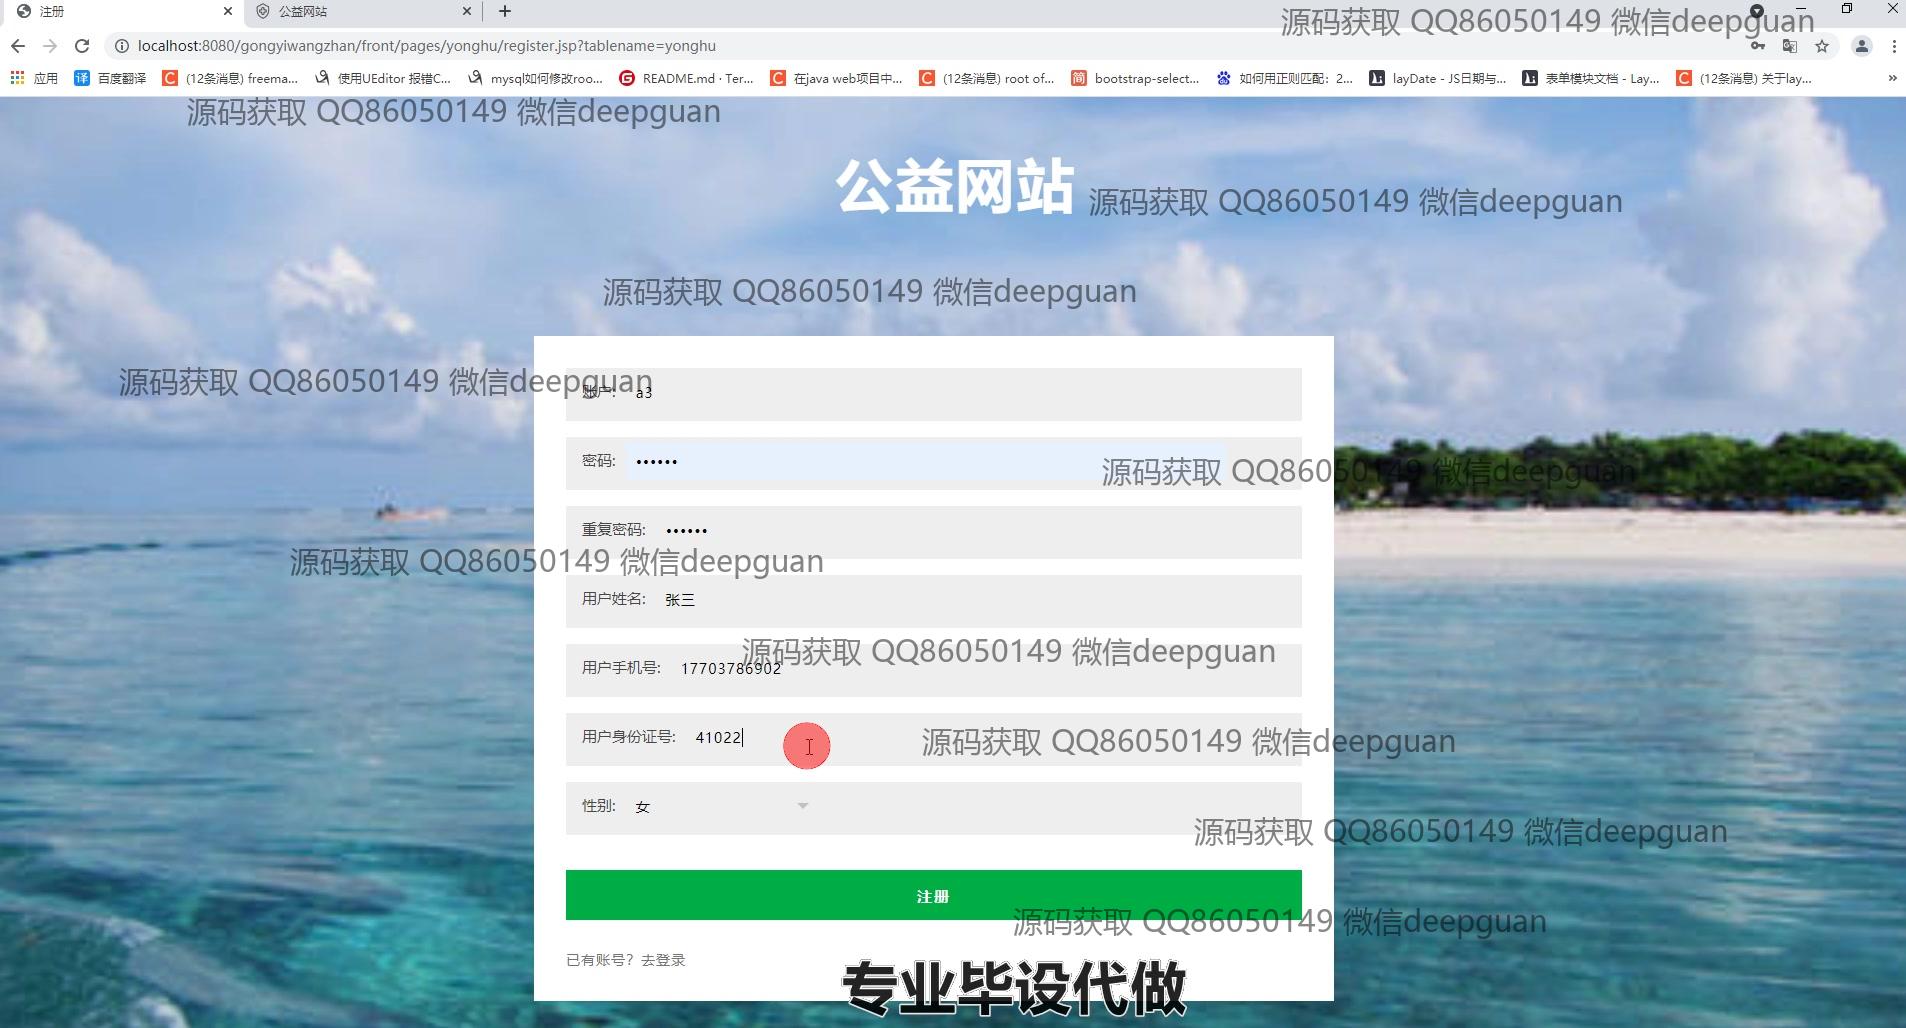 注册
公益网站
源码获取 QQ86050149 微信deepguan
localhost:8080/gongyiwangzhan/front/pages/yonghu/register.jsp?tablename=yonghu
应用
百度翻译
(12条消息) freema...
使用UEditor 报错C...
mysql如何修改roo...
README.md · Ter...
在java web项目中...
(12条消息) root of...
bootstrap-select...
如何用正则匹配：2...
layDate - JS日期与...
表单模块文档 - Lay...
(12条消息) 关于lay...
源码获取 QQ86050149 微信deepguan
公益网站
源码获取 QQ86050149 微信deepguan
源码获取 QQ86050149 微信deepguan
源码获取 QQ86050149 微信deepguan
账户: a3
密码: ••••••
源码获取 QQ86050149 微信deepguan
重复密码: ••••••
源码获取 QQ86050149 微信deepguan
用户姓名: 张三
源码获取 QQ86050149 微信deepguan
用户手机号: 17703786902
用户身份证号: 41022
源码获取 QQ86050149 微信deepguan
性别: 女
源码获取 QQ86050149 微信deepguan
注册
源码获取 QQ86050149 微信deepguan
已有账号？去登录
专业毕设代做